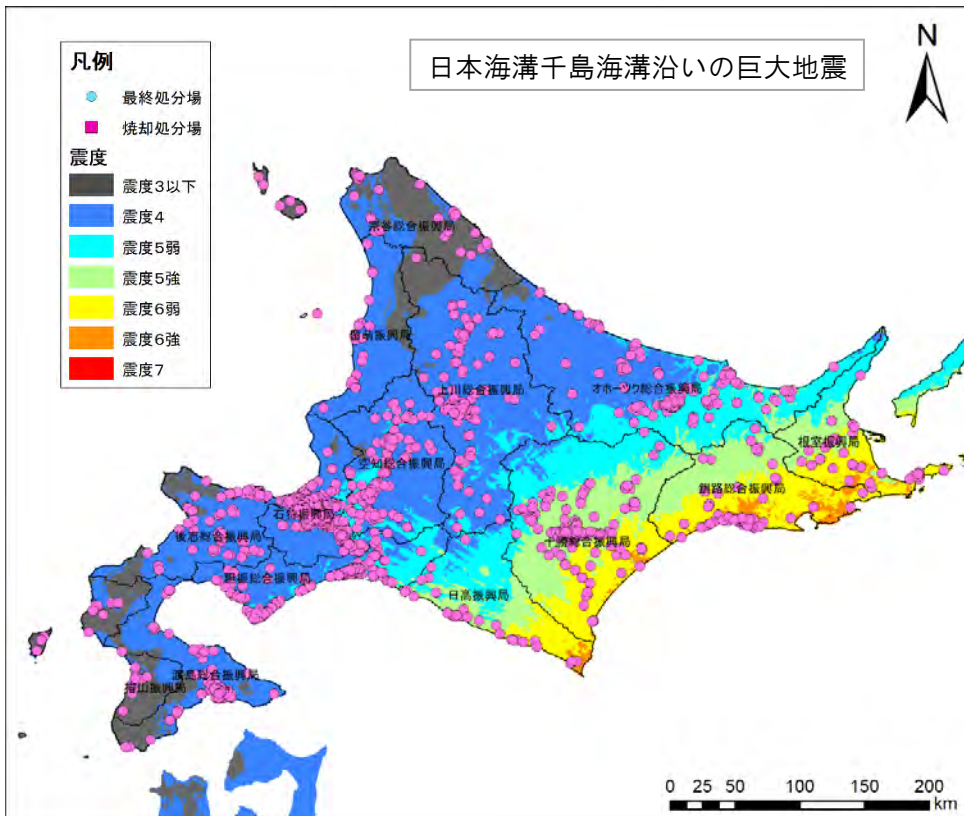 日本海溝千島海溝沿いの巨大地震
N
凡例
最終処分場
焼却処分場
震度
震度3以下
震度4
震度5弱
震度5強
震度6弱
震度6強
震度7
宗谷総合振興局
留萌振興局
上川総合振興局
オホーツク総合振興局
根室振興局
空知総合振興局
釧路総合振興局
石狩振興局
十勝総合振興局
後志総合振興局
胆振総合振興局
日高振興局
渡島総合振興局
檜山振興局
0 25 50 100 150 200
km